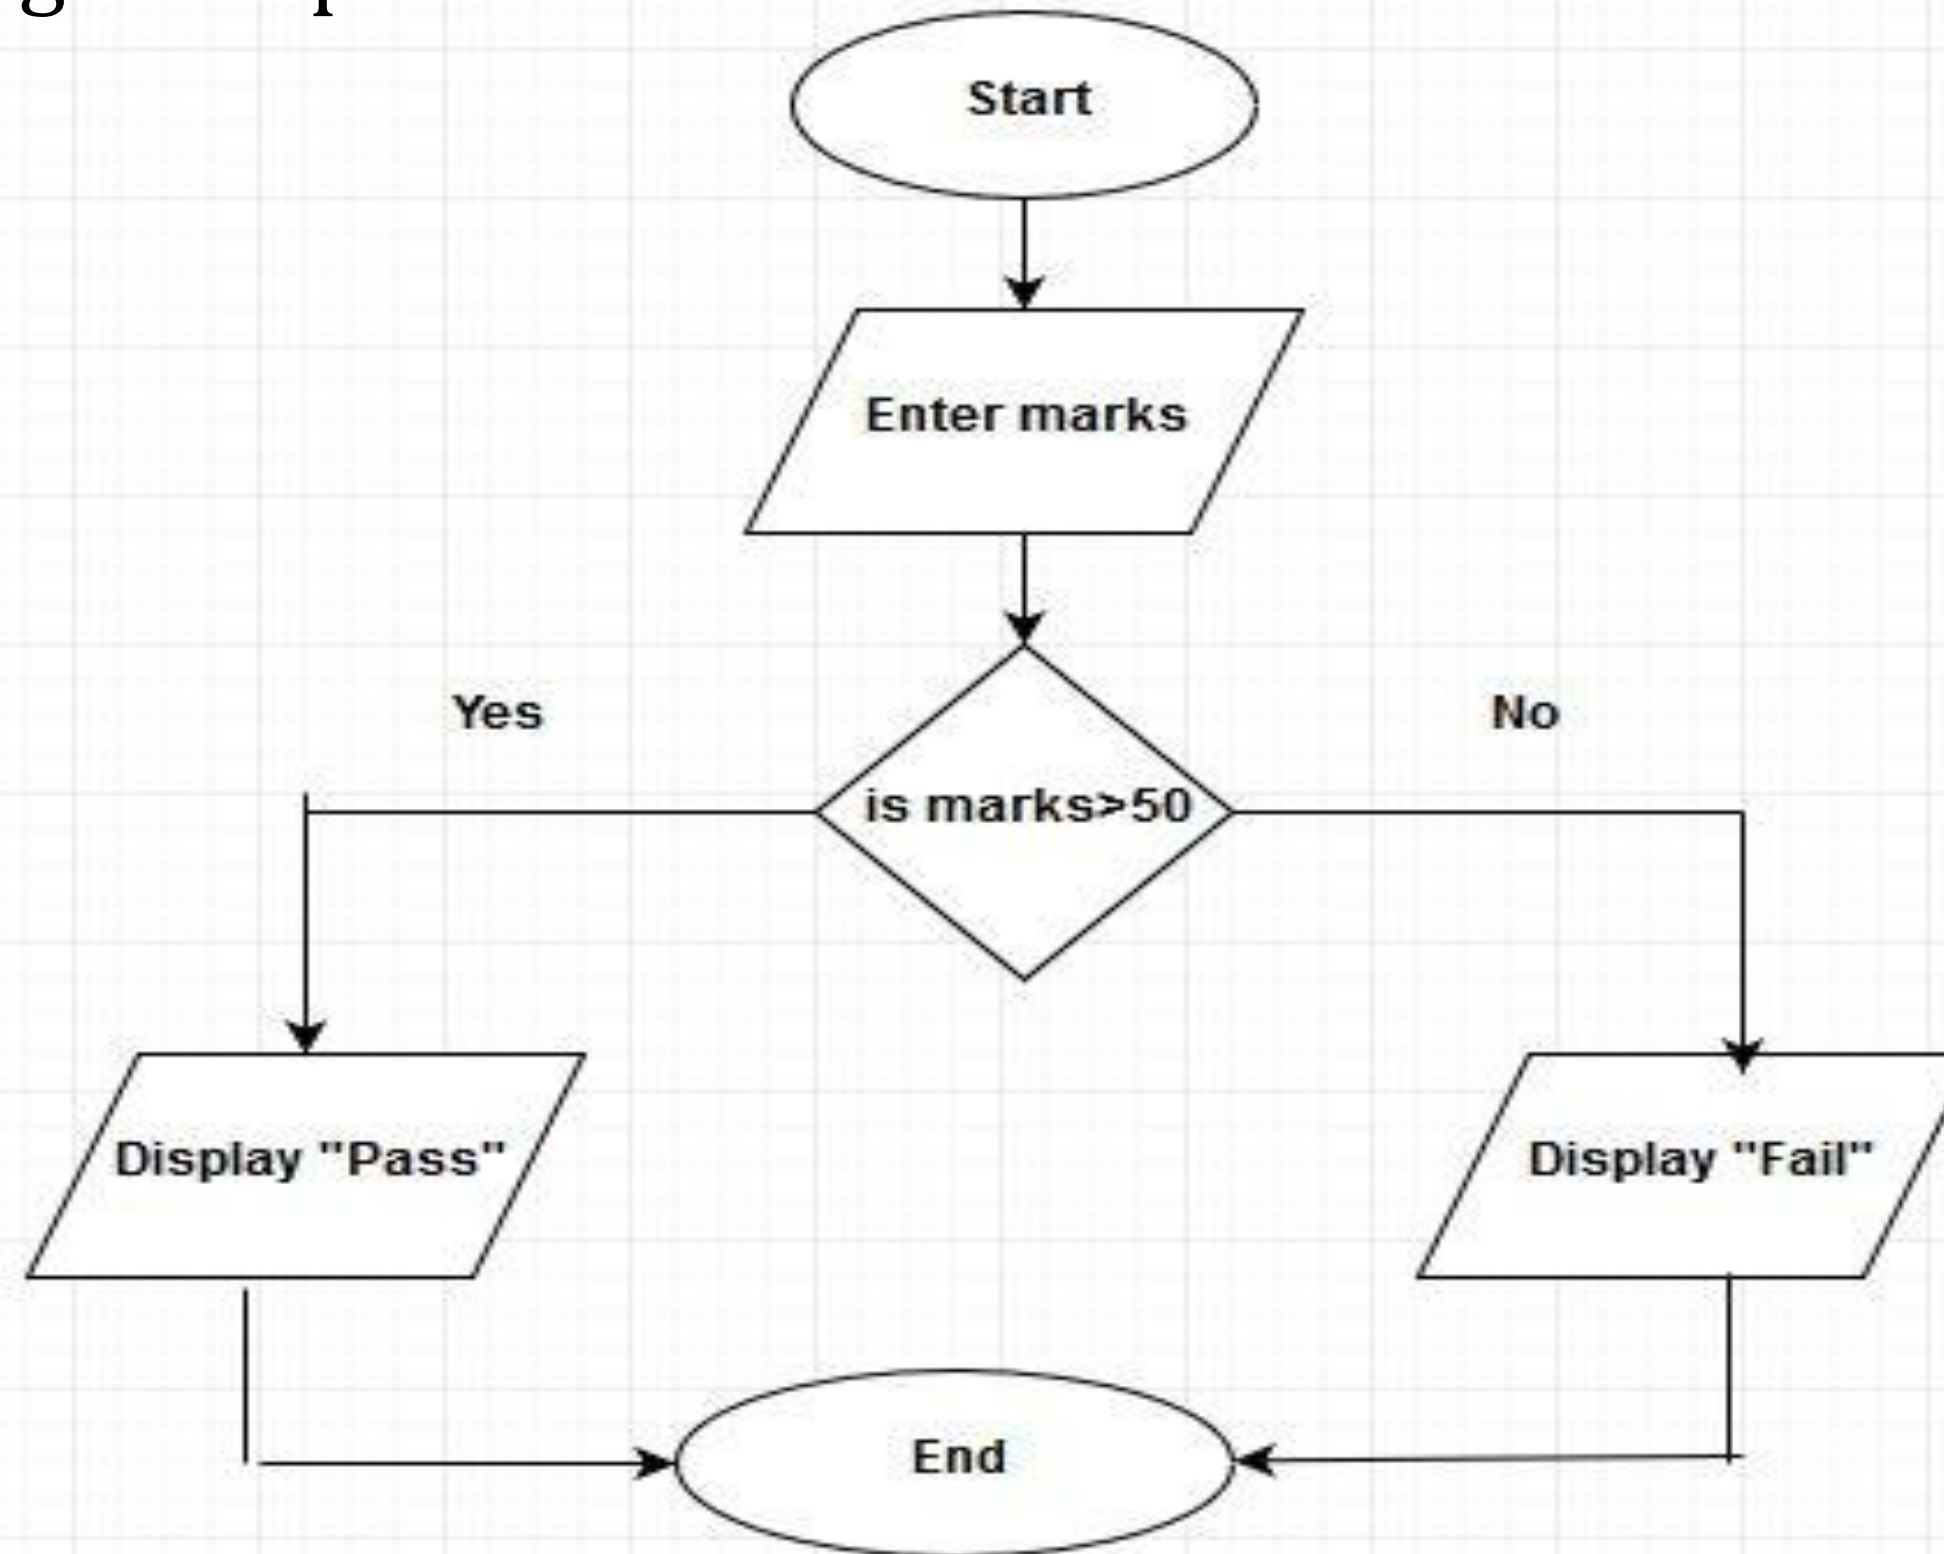 Start
Enter marks
Yes
No
is marks>50
Display "Pass"
Display "Fail"
End